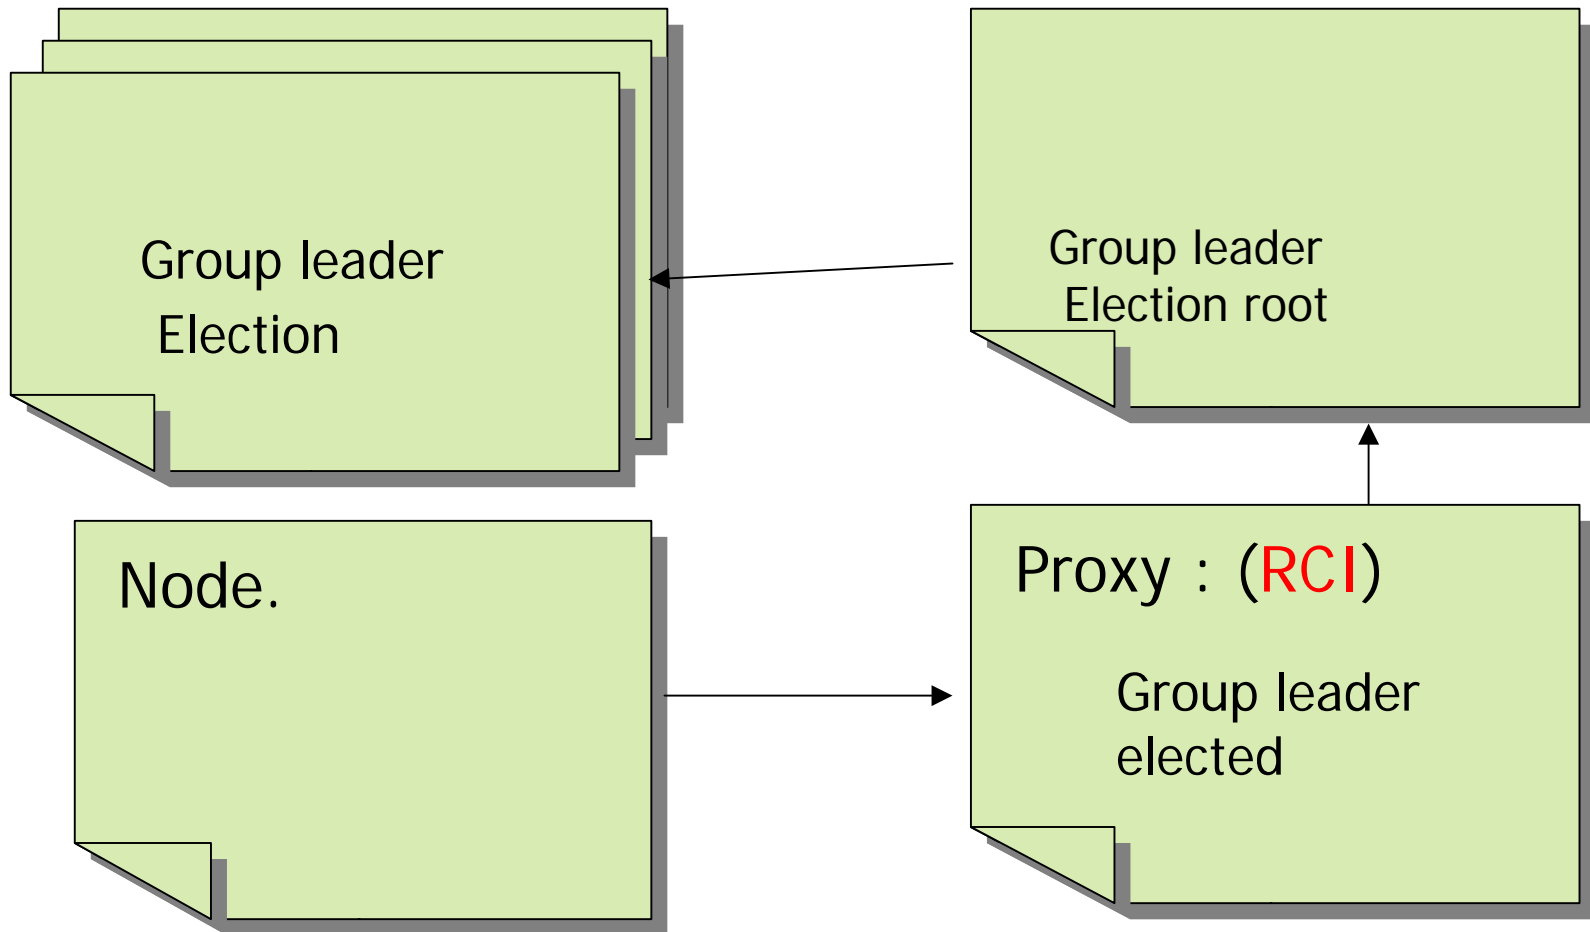 Group leader
Election
Group leader
Election root
Node.
Proxy : (RCI)
Group leader
elected